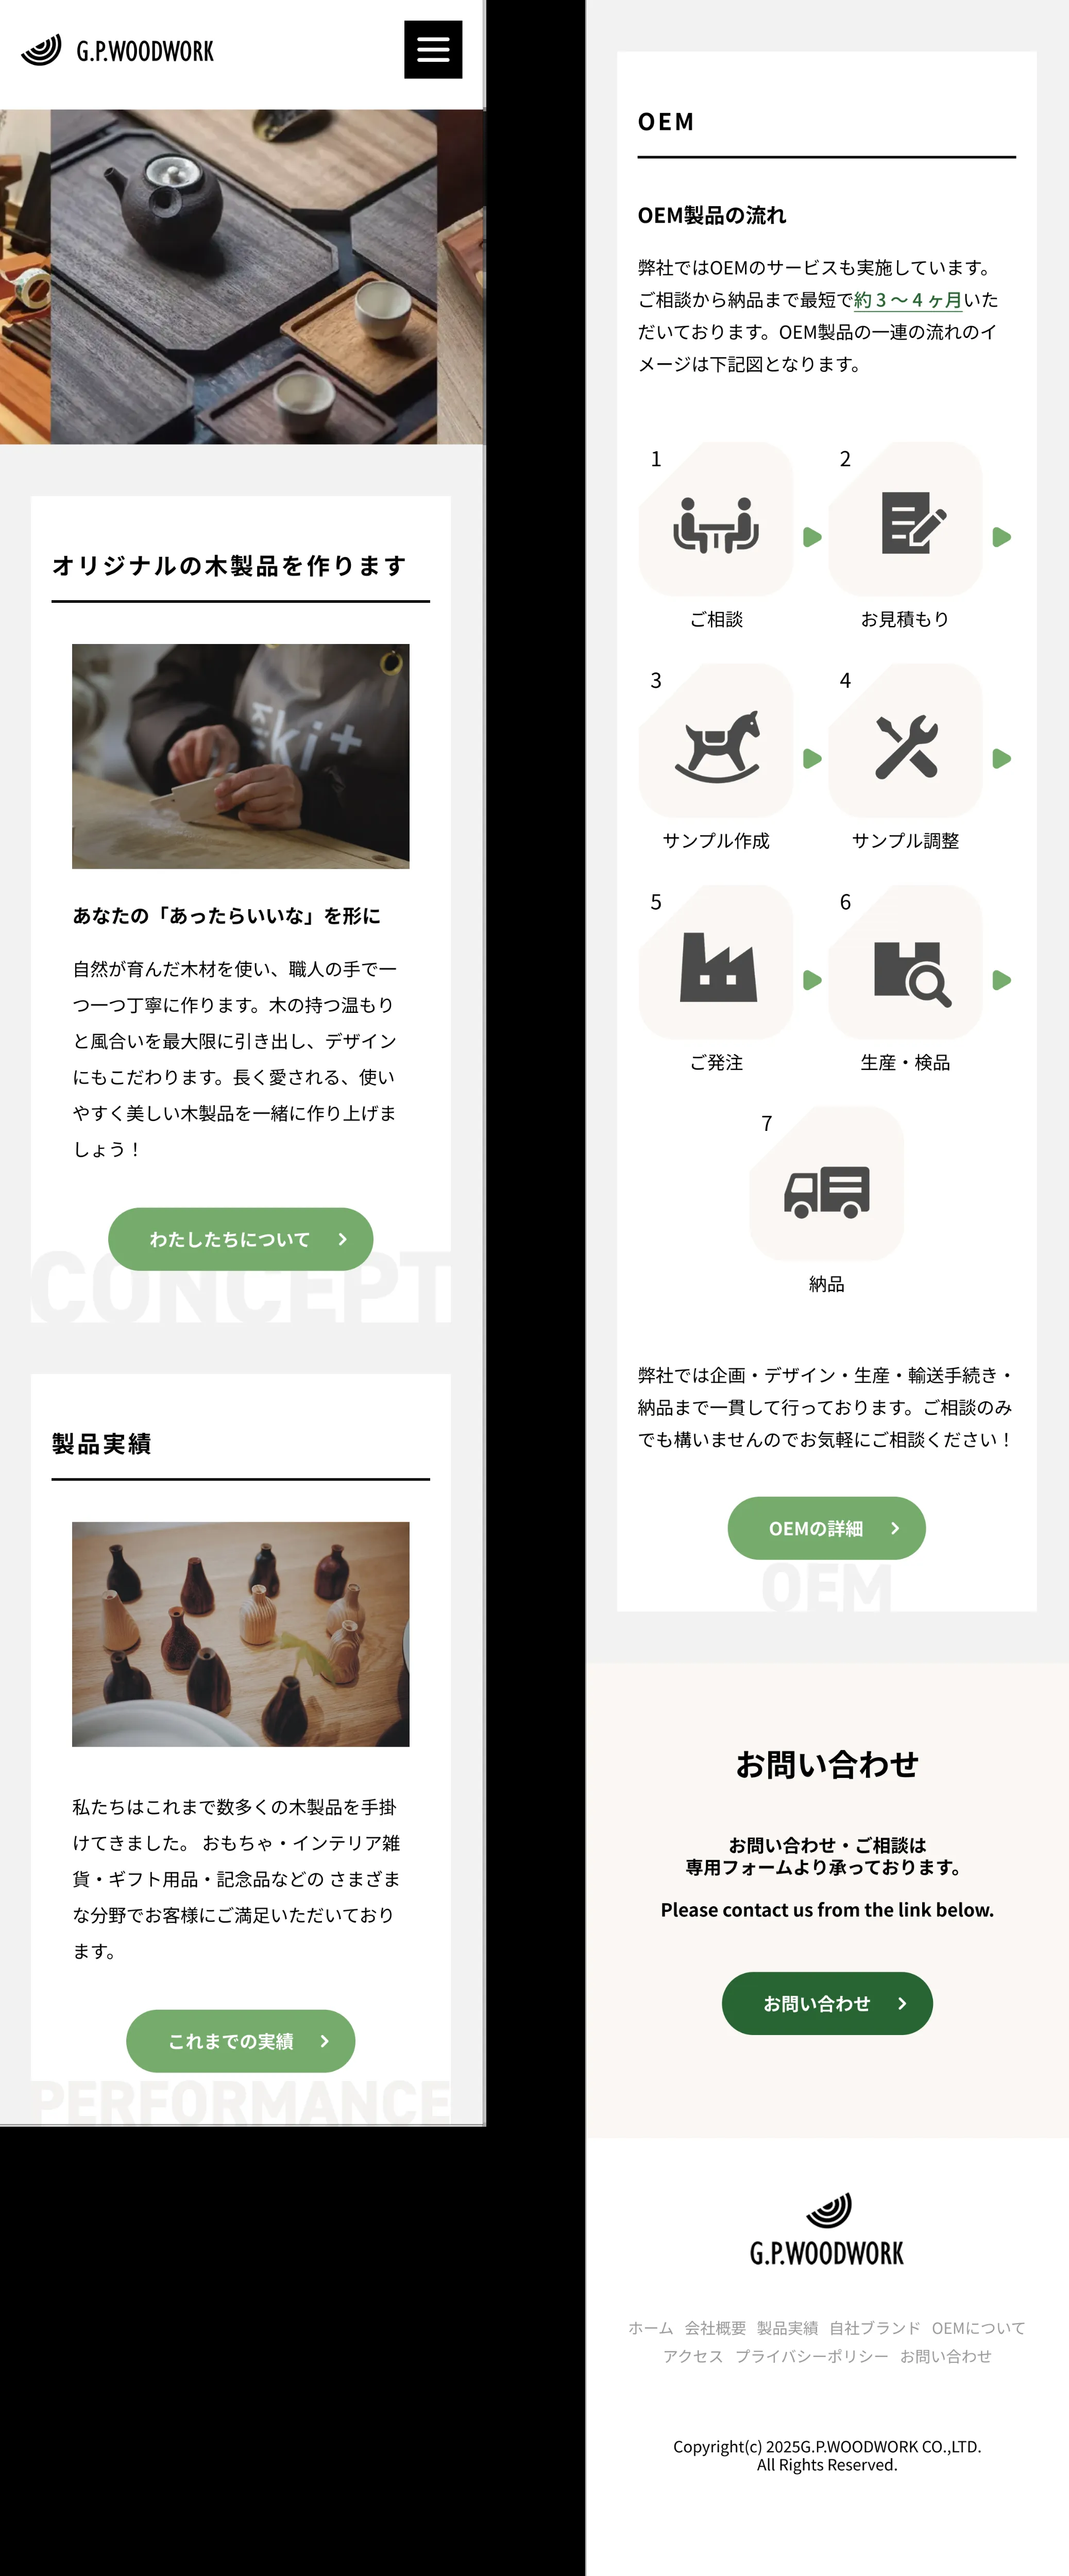 G.P.WOODWORK
オリジナルの木製品を作ります
ki+
あなたの「あったらいいな」を形に
自然が育んだ木材を使い、職人の手で一
つ一つ丁寧に作ります。木の持つ温もり
と風合いを最大限に引き出し、デザイン
にもこだわります。長く愛される、使い
やすく美しい木製品を一緒に作り上げま
しょう！
わたしたちについて
CONCEPT
製品実績
私たちはこれまで数多くの木製品を手掛
けてきました。 おもちゃ・インテリア雑
貨・ギフト用品・記念品などの さまざま
な分野でお客様にご満足いただいており
ます。
これまでの実績
PERFORMANCE
OEM
OEM製品の流れ
弊社ではOEMのサービスも実施しています。
ご相談から納品まで最短で約３〜４ヶ月いた
だいております。OEM製品の一連の流れのイ
メージは下記図となります。
1
ご相談
2
お見積もり
3
サンプル作成
4
サンプル調整
5
ご発注
6
生産・検品
7
納品
弊社では企画・デザイン・生産・輸送手続き・
納品まで一貫して行っております。ご相談のみ
でも構いませんのでお気軽にご相談ください！
OEMの詳細
OEM
お問い合わせ
お問い合わせ・ご相談は
専用フォームより承っております。
Please contact us from the link below.
お問い合わせ
G.P.WOODWORK
ホーム 会社概要 製品実績 自社ブランド OEMについて
アクセス プライバシーポリシー お問い合わせ
Copyright(c) 2025G.P.WOODWORK CO.,LTD.
All Rights Reserved.